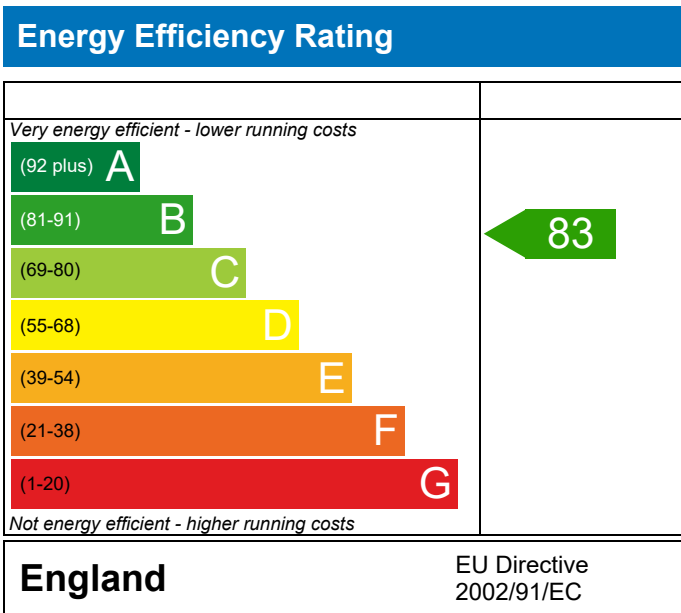 Energy Efficiency Rating
Very energy efficient - lower running costs
(92 plus) A
(81-91) B
83
(69-80) C
(55-68) D
(39-54) E
(21-38) F
(1-20) G
Not energy efficient - higher running costs
England
EU Directive
2002/91/EC